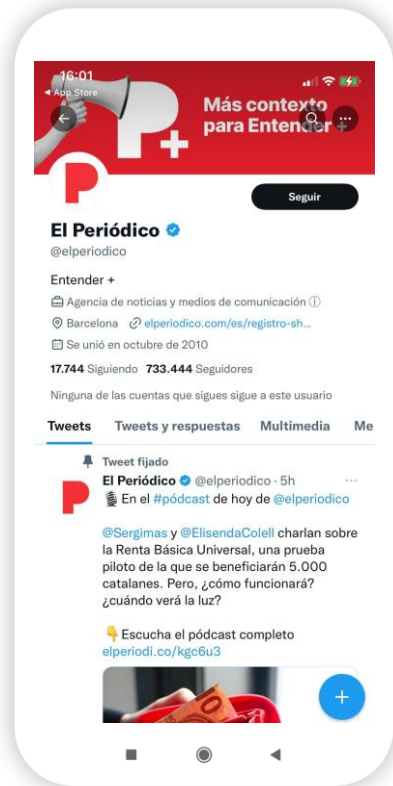 16:01
◀ App Store
P+
Más contexto
para Entender +
P
Seguir
El Periódico
@elperiodico
Entender +
Agencia de noticias y medios de comunicación ⓘ
Barcelona elperiodico.com/es/registro-sh...
Se unió en octubre de 2010
17.744 Siguiendo 733.444 Seguidores
Ninguna de las cuentas que sigues sigue a este usuario
Tweets Tweets y respuestas Multimedia Me
Tweet fijado
El Periódico @elperiodico · 5h ...
🎙️ En el #pódcast de hoy de @elperiodico
@Sergimas y @ElisendaColell charlan sobre
la Renta Básica Universal, una prueba
piloto de la que se beneficiarán 5.000
catalanes. Pero, ¿cómo funcionará?
¿cuándo verá la luz?
👇 Escucha el pódcast completo
elperiodi.co/kgc6u3
10